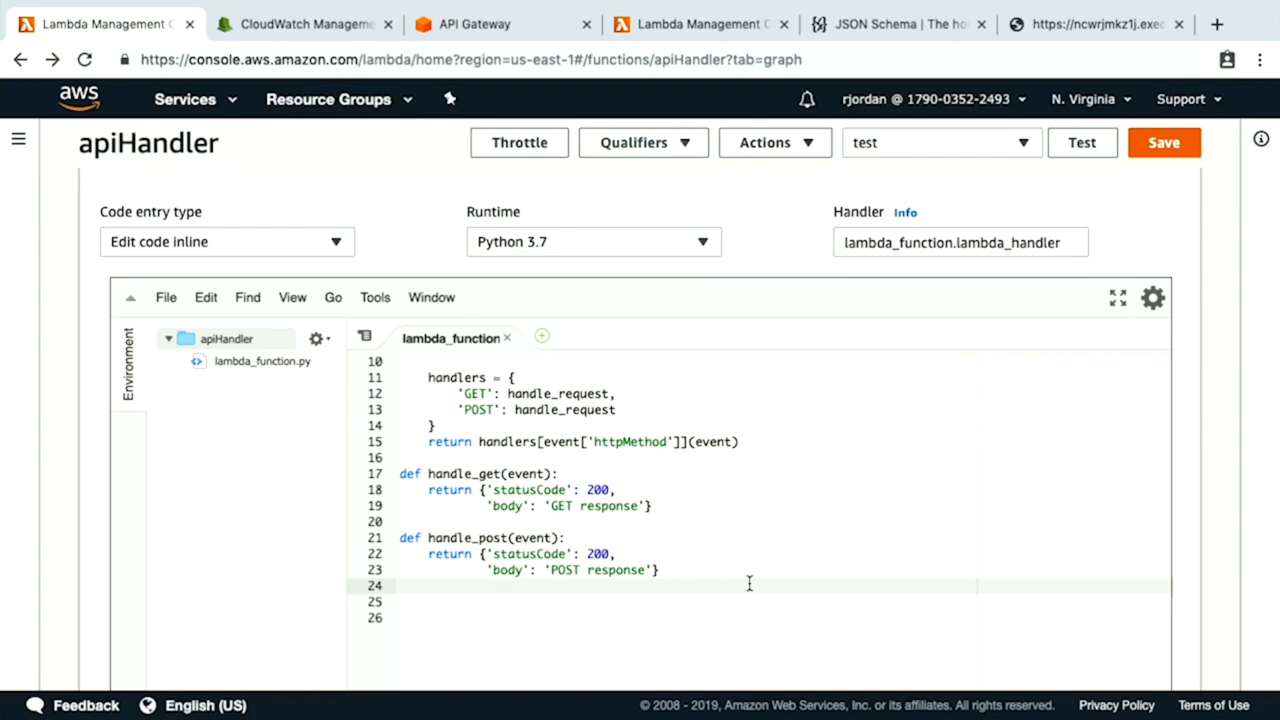 Lambda Management C
CloudWatch Manageme
API Gateway
Lambda Management C
JSON Schema | The ho
https://ncwrjmkz1j.exec
https://console.aws.amazon.com/lambda/home?region=us-east-1#/functions/apiHandler?tab=graph
aws
Services
Resource Groups
rjordan @ 1790-0352-2493
N. Virginia
Support
apiHandler
Throttle
Qualifiers
Actions
test
Test
Save
Code entry type
Runtime
Handler Info
Edit code inline
Python 3.7
lambda_function.lambda_handler
File Edit Find View Go Tools Window
Environment
apiHandler
lambda_function.py
lambda_function
10
11 handlers = {
12 'GET': handle_request,
13 'POST': handle_request
14 }
15 return handlers[event['httpMethod']](event)
16
17 def handle_get(event):
18 return {'statusCode': 200,
19 'body': 'GET response'}
20
21 def handle_post(event):
22 return {'statusCode': 200,
23 'body': 'POST response'}
24
25
26
Feedback
English (US)
© 2008 - 2019, Amazon Web Services, Inc. or its affiliates. All rights reserved.
Privacy Policy
Terms of Use